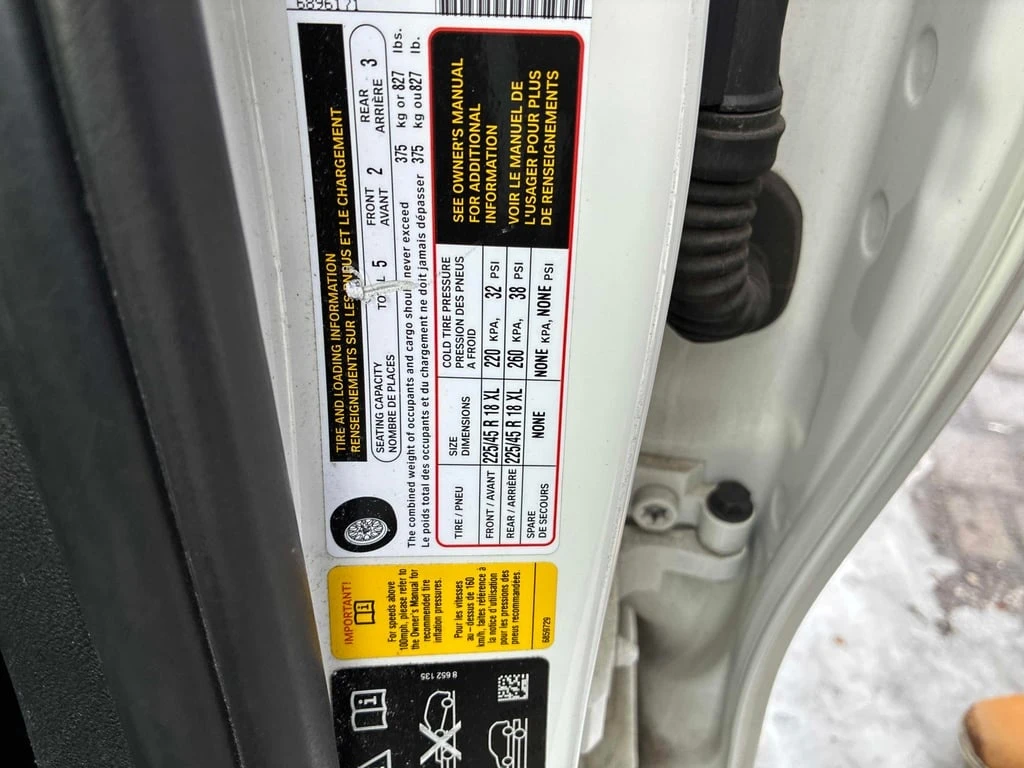 6896171
TIRE AND LOADING INFORMATION
RENSEIGNEMENTS SUR LES PNEUS ET LE CHARGEMENT
SEATING CAPACITY
NOMBRE DE PLACES
TOTAL 5
FRONT
AVANT 2
REAR
ARRIÈRE 3
The combined weight of occupants and cargo should never exceed 375 kg or 827 lbs.
Le poids total des occupants et du chargement ne doit jamais dépasser 375 kg ou 827 lb.
TIRE / PNEU
SIZE
DIMENSIONS
COLD TIRE PRESSURE
PRESSION DES PNEUS
A FROID
FRONT / AVANT 225/45 R 18 XL 220 KPA, 32 PSI
REAR / ARRIÈRE 225/45 R 18 XL 260 KPA, 38 PSI
SPARE
DE SECOURS NONE NONE KPA, NONE PSI
SEE OWNER'S MANUAL
FOR ADDITIONAL
INFORMATION
VOIR LE MANUEL DE
L'USAGER POUR PLUS
DE RENSEIGNEMENTS
IMPORTANT!
For speeds above
100mph, please refer to
the Owner's Manual for
recommended tire
inflation pressures.
Pour les vitesses
au-dessus de 160
km/h, faites référence à
la notice d'utilisation
pour les pressions des
pneus recommandées.
6859729
8 652 135